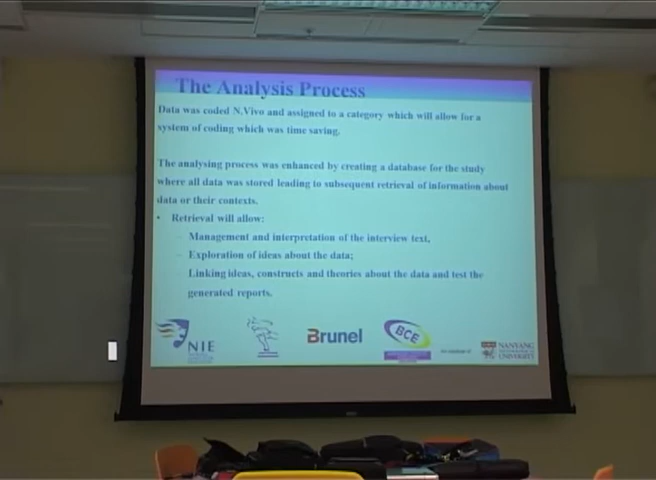 The Analysis Process
Data was coded N.Vivo and assigned to a category which will allow for a
system of coding which was time saving.
The analysing process was enhanced by creating a database for the study
where all data was stored leading to subsequent retrieval of information about
data or their contexts.
• Retrieval will allow:
– Management and interpretation of the interview text,
– Exploration of ideas about the data;
Linking ideas, constructs and theories about the data and test the
generated reports.
NIE
Brunel
BCE
NANYANG
UNIVERSITY